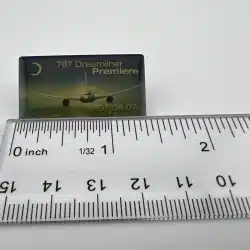 787 Dreamliner
Premiere
07.08.07
0 inch 1/32 1 2
15 14 13 12 11 10